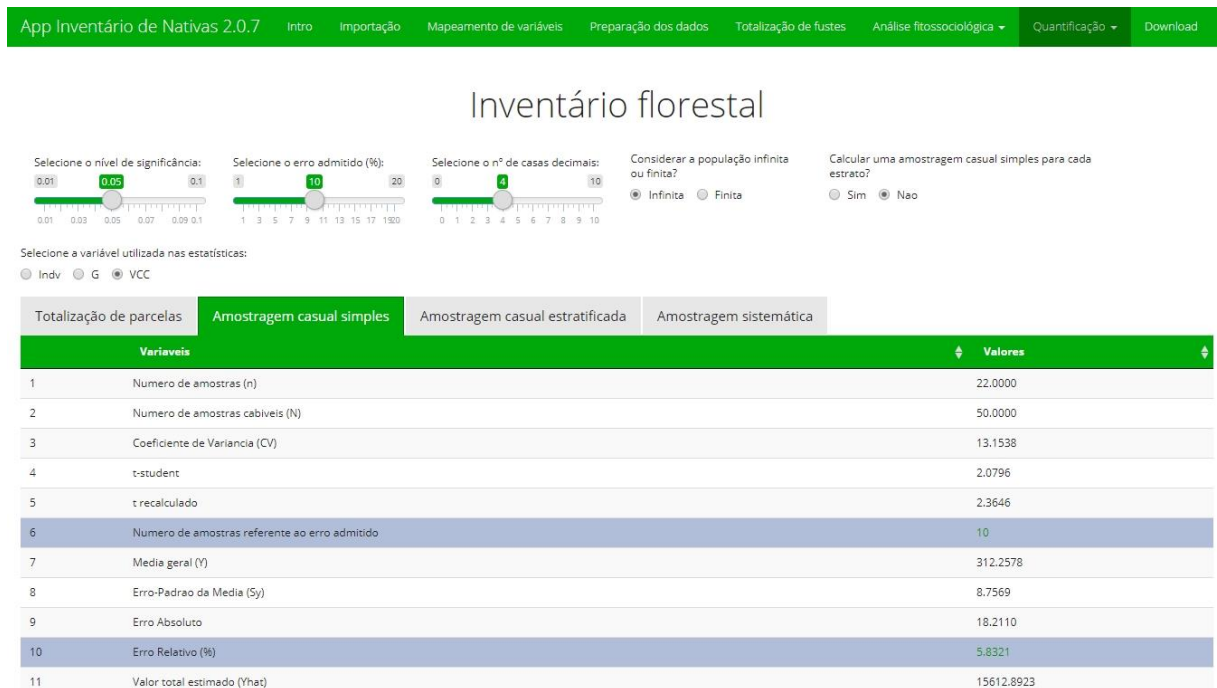 App Inventário de Nativas 2.0.7 Intro Importação Mapeamento de variáveis Preparação dos dados Totalização de fustes Análise fitossociológica Quantificação Download
Inventário florestal
Selecione o nível de significância:
0.01 0.05 0.1
0.01 0.03 0.05 0.07 0.09 0.1
Selecione o erro admitido (%):
1 10 20
1 3 5 7 9 11 13 15 17 19 20
Selecione o nº de casas decimais:
0 4 10
0 1 2 3 4 5 6 7 8 9 10
Considerar a população infinita
ou finita?
Infinita Finita
Calcular uma amostragem casual simples para cada
estrato?
Sim Nao
Selecione a variável utilizada nas estatísticas:
Indv G VCC
Totalização de parcelas Amostragem casual simples Amostragem casual estratificada Amostragem sistemática
Variaveis Valores
1 Numero de amostras (n) 22.0000
2 Numero de amostras cabiveis (N) 50.0000
3 Coeficiente de Variancia (CV) 13.1538
4 t-student 2.0796
5 t recalculado 2.3646
6 Numero de amostras referente ao erro admitido 10
7 Media geral (Y) 312.2578
8 Erro-Padrao da Media (Sy) 8.7569
9 Erro Absoluto 18.2110
10 Erro Relativo (%) 5.8321
11 Valor total estimado (Yhat) 15612.8923